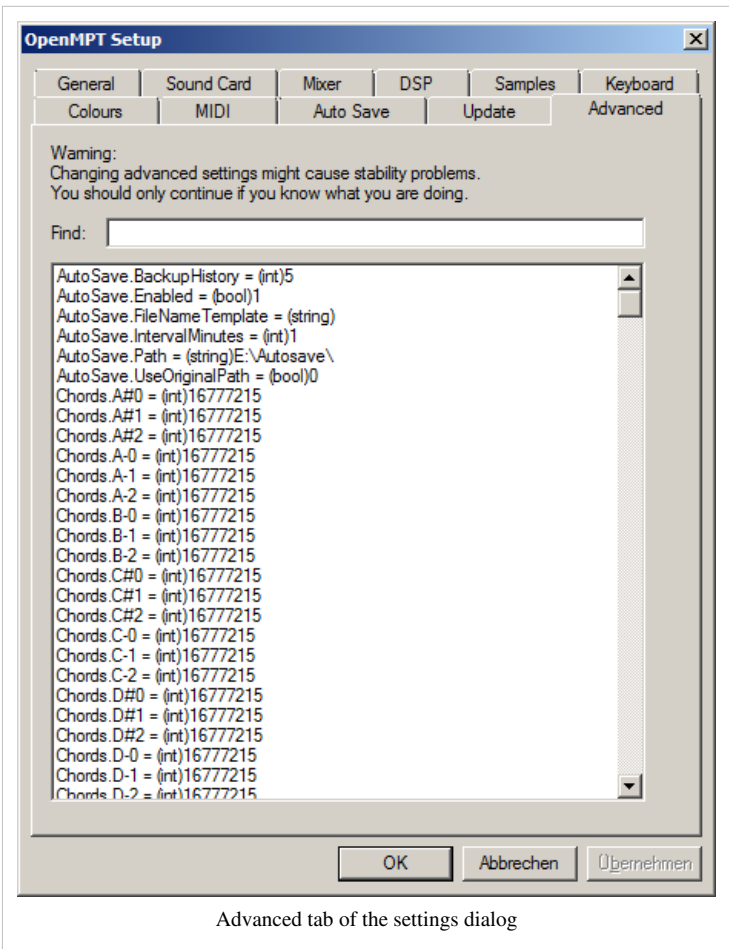 OpenMPT Setup
General Sound Card Mixer DSP Samples Keyboard
Colours MIDI Auto Save Update Advanced
Warning:
Changing advanced settings might cause stability problems.
You should only continue if you know what you are doing.
Find:
AutoSave.BackupHistory = (int)5
AutoSave.Enabled = (bool)1
AutoSave.FileNameTemplate = (string)
AutoSave.IntervalMinutes = (int)1
AutoSave.Path = (string)E:\Autosave\
AutoSave.UseOriginalPath = (bool)0
Chords.A#0 = (int)16777215
Chords.A#1 = (int)16777215
Chords.A#2 = (int)16777215
Chords.A-0 = (int)16777215
Chords.A-1 = (int)16777215
Chords.A-2 = (int)16777215
Chords.B-0 = (int)16777215
Chords.B-1 = (int)16777215
Chords.B-2 = (int)16777215
Chords.C#0 = (int)16777215
Chords.C#1 = (int)16777215
Chords.C#2 = (int)16777215
Chords.C-0 = (int)16777215
Chords.C-1 = (int)16777215
Chords.C-2 = (int)16777215
Chords.D#0 = (int)16777215
Chords.D#1 = (int)16777215
Chords.D#2 = (int)16777215
Chords.D-0 = (int)16777215
Chords.D-1 = (int)16777215
Chords.D-2 = (int)16777215
OK Abbrechen Übernehmen
Advanced tab of the settings dialog